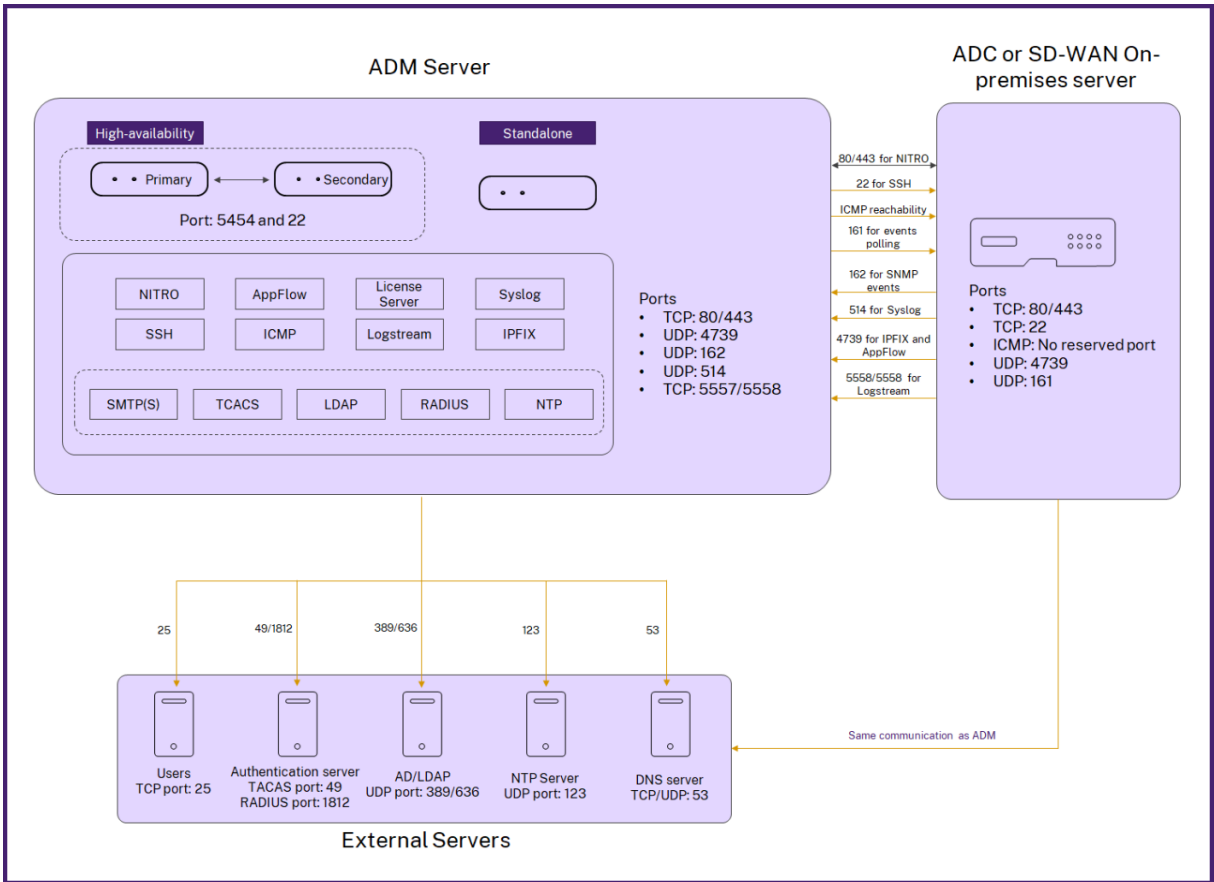 ADM Server
ADC or SD-WAN On-
premises server
High-availability
Standalone
Primary
Secondary
Port: 5454 and 22
NITRO
AppFlow
License
Server
Syslog
SSH
ICMP
Logstream
IPFIX
SMTP(S)
TCACS
LDAP
RADIUS
NTP
Ports
• TCP: 80/443
• UDP: 4739
• UDP: 162
• UDP: 514
• TCP: 5557/5558
80/443 for NITRO
22 for SSH
ICMP reachability
161 for events
polling
162 for SNMP
events
514 for Syslog
4739 for IPFIX and
AppFlow
5558/5558 for
Logstream
Ports
• TCP: 80/443
• TCP: 22
• ICMP: No reserved port
• UDP: 4739
• UDP: 161
25
49/1812
389/636
123
53
Users
TCP port: 25
Authentication server
TACAS port: 49
RADIUS port: 1812
AD/LDAP
UDP port: 389/636
NTP Server
UDP port: 123
DNS server
TCP/UDP: 53
Same communication as ADM
External Servers